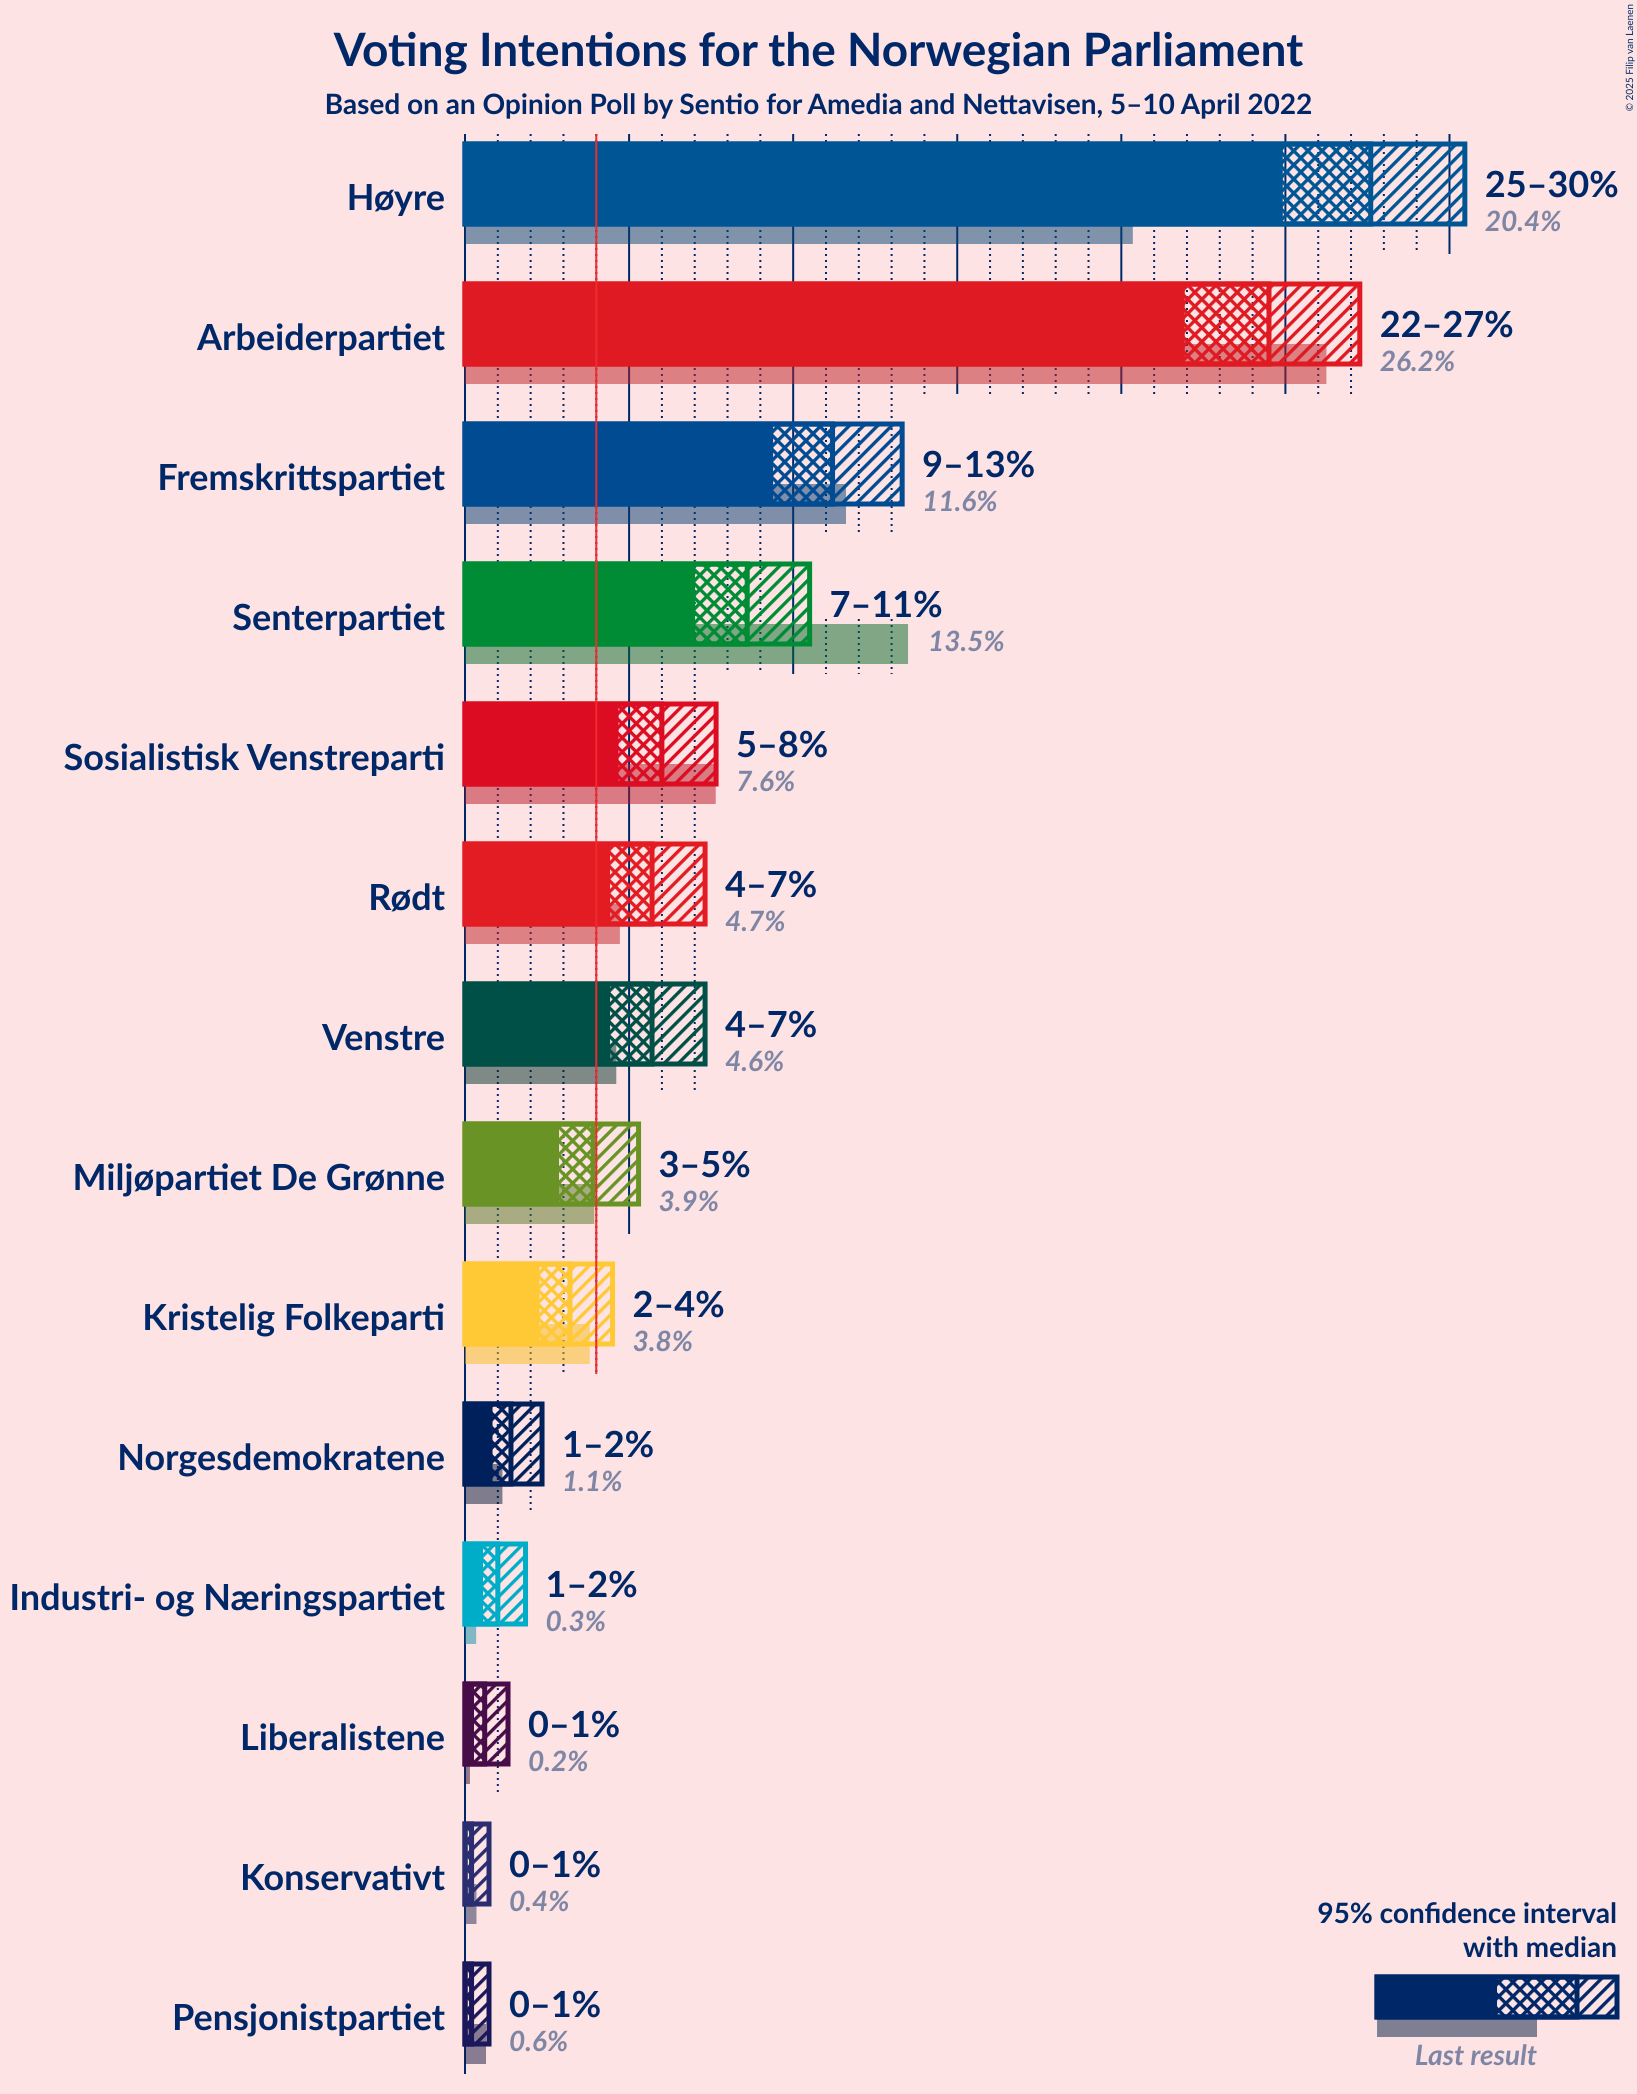 Voting Intentions for the Norwegian Parliament
Based on an Opinion Poll by Sentio for Amedia and Nettavisen, 5–10 April 2022
© 2025 Filip van Laenen
Høyre
25–30%
20.4%
Arbeiderpartiet
22–27%
26.2%
Fremskrittspartiet
9–13%
11.6%
Senterpartiet
7–11%
13.5%
Sosialistisk Venstreparti
5–8%
7.6%
Rødt
4–7%
4.7%
Venstre
4–7%
4.6%
Miljøpartiet De Grønne
3–5%
3.9%
Kristelig Folkeparti
2–4%
3.8%
Norgesdemokratene
1–2%
1.1%
Industri- og Næringspartiet
1–2%
0.3%
Liberalistene
0–1%
0.2%
Konservativt
0–1%
0.4%
Pensjonistpartiet
0–1%
0.6%
95% confidence interval
with median
Last result